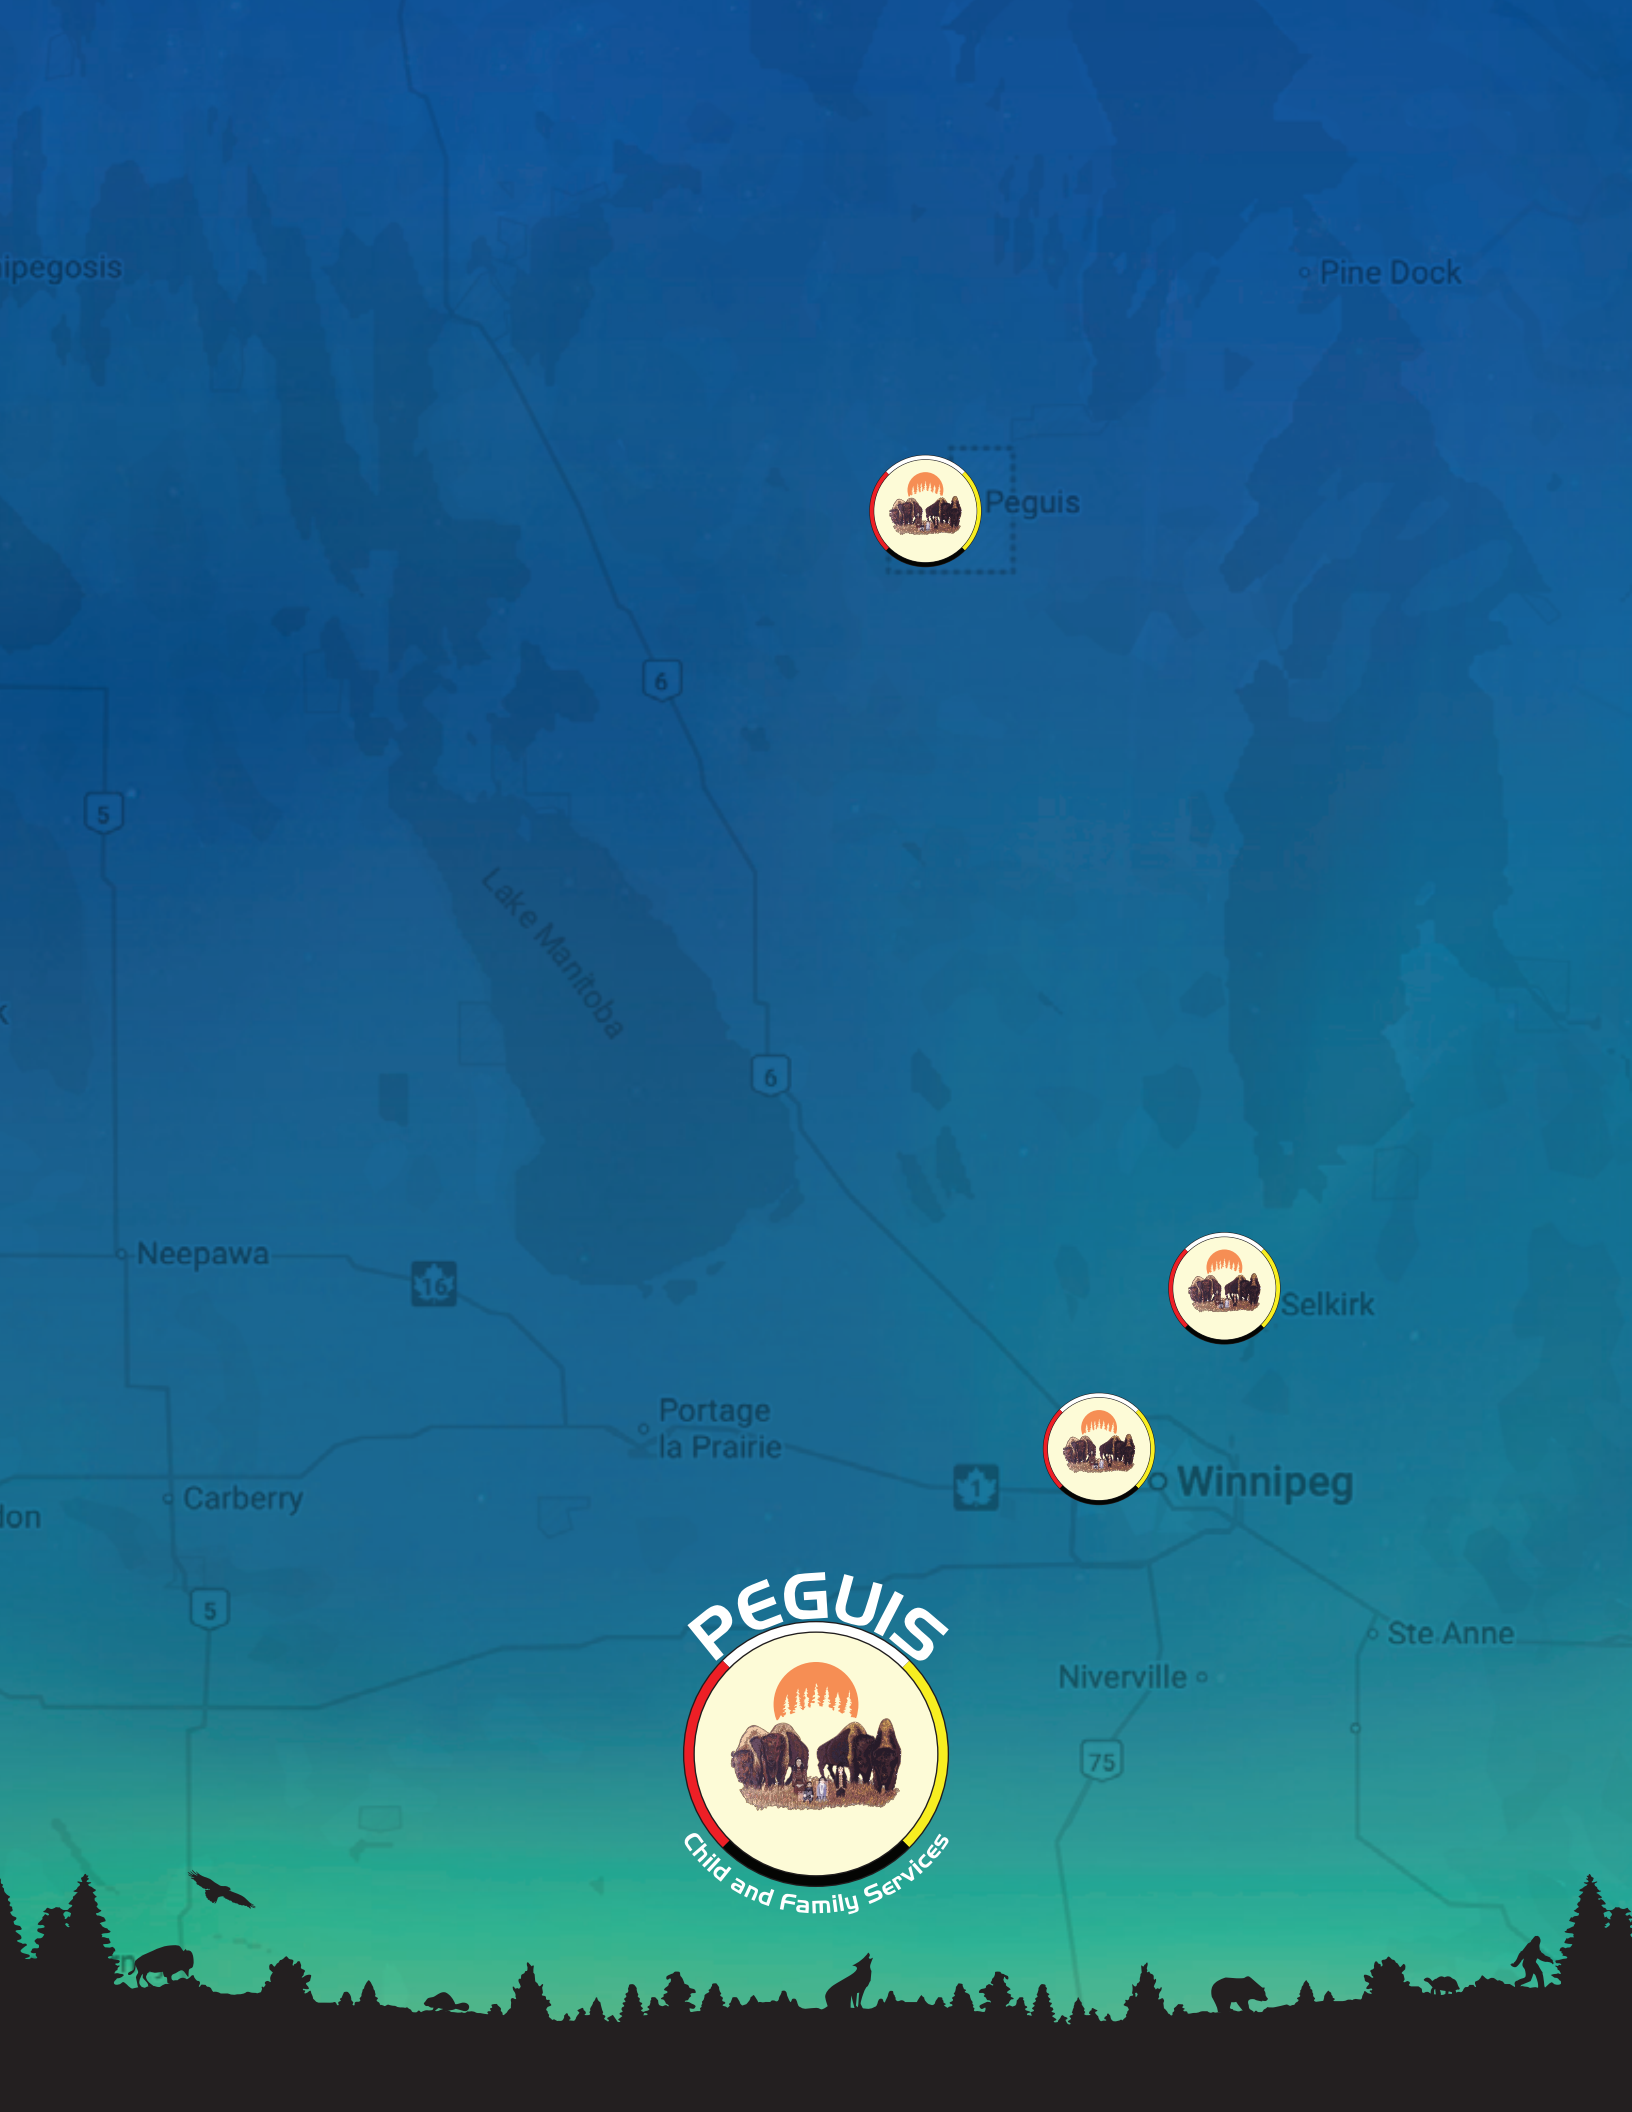 ipegosis
Pine Dock
Peguis
6
5
Lake Manitoba
6
Neepawa
16
Selkirk
Portage
la Prairie
1
Winnipeg
Carberry
5
Ste Anne
Niverville
75
PEGUIS
Child and Family Services